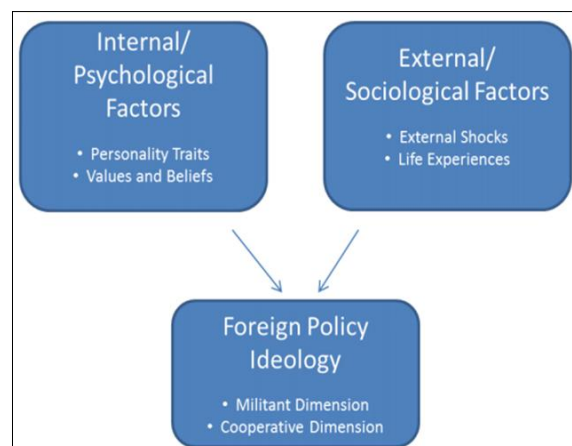 Internal/
Psychological
Factors
• Personality Traits
• Values and Beliefs
External/
Sociological Factors
• External Shocks
• Life Experiences
Foreign Policy
Ideology
• Militant Dimension
• Cooperative Dimension